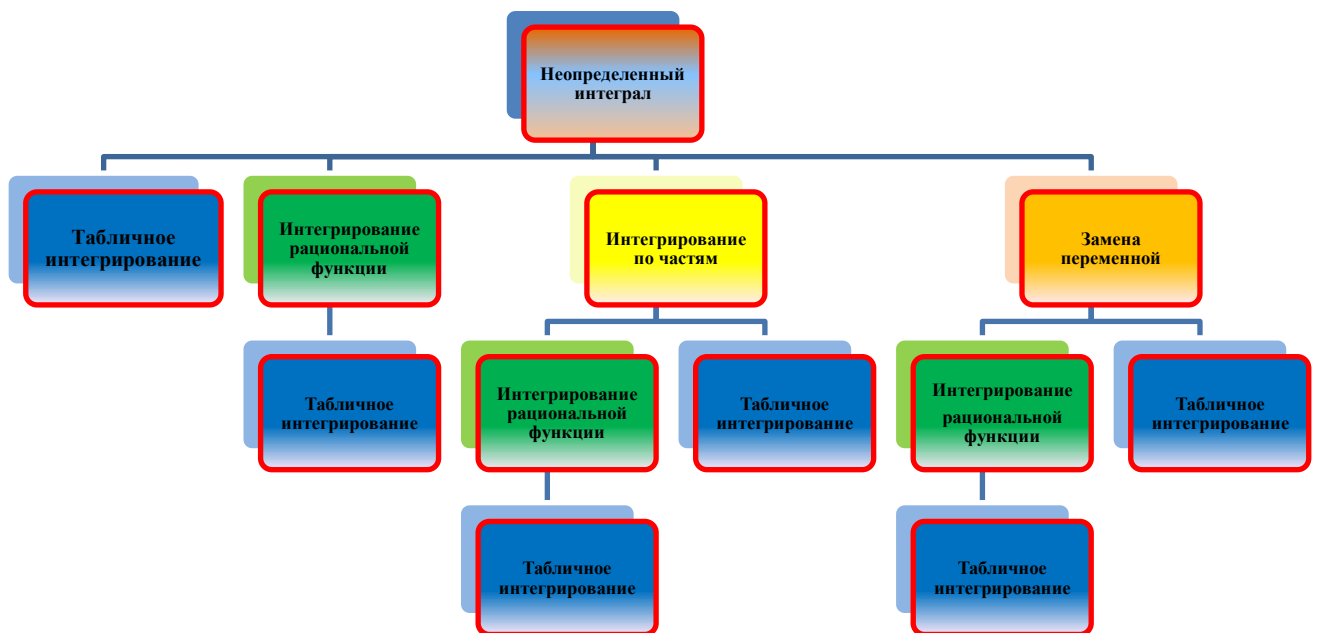 Неопределенный
интеграл
Табличное
интегрирование
Интегрирование
рациональной
функции
Интегрирование
по частям
Замена
переменной
Табличное
интегрирование
Интегрирование
рациональной
функции
Табличное
интегрирование
Интегрирование
рациональной
функции
Табличное
интегрирование
Табличное
интегрирование
Табличное
интегрирование